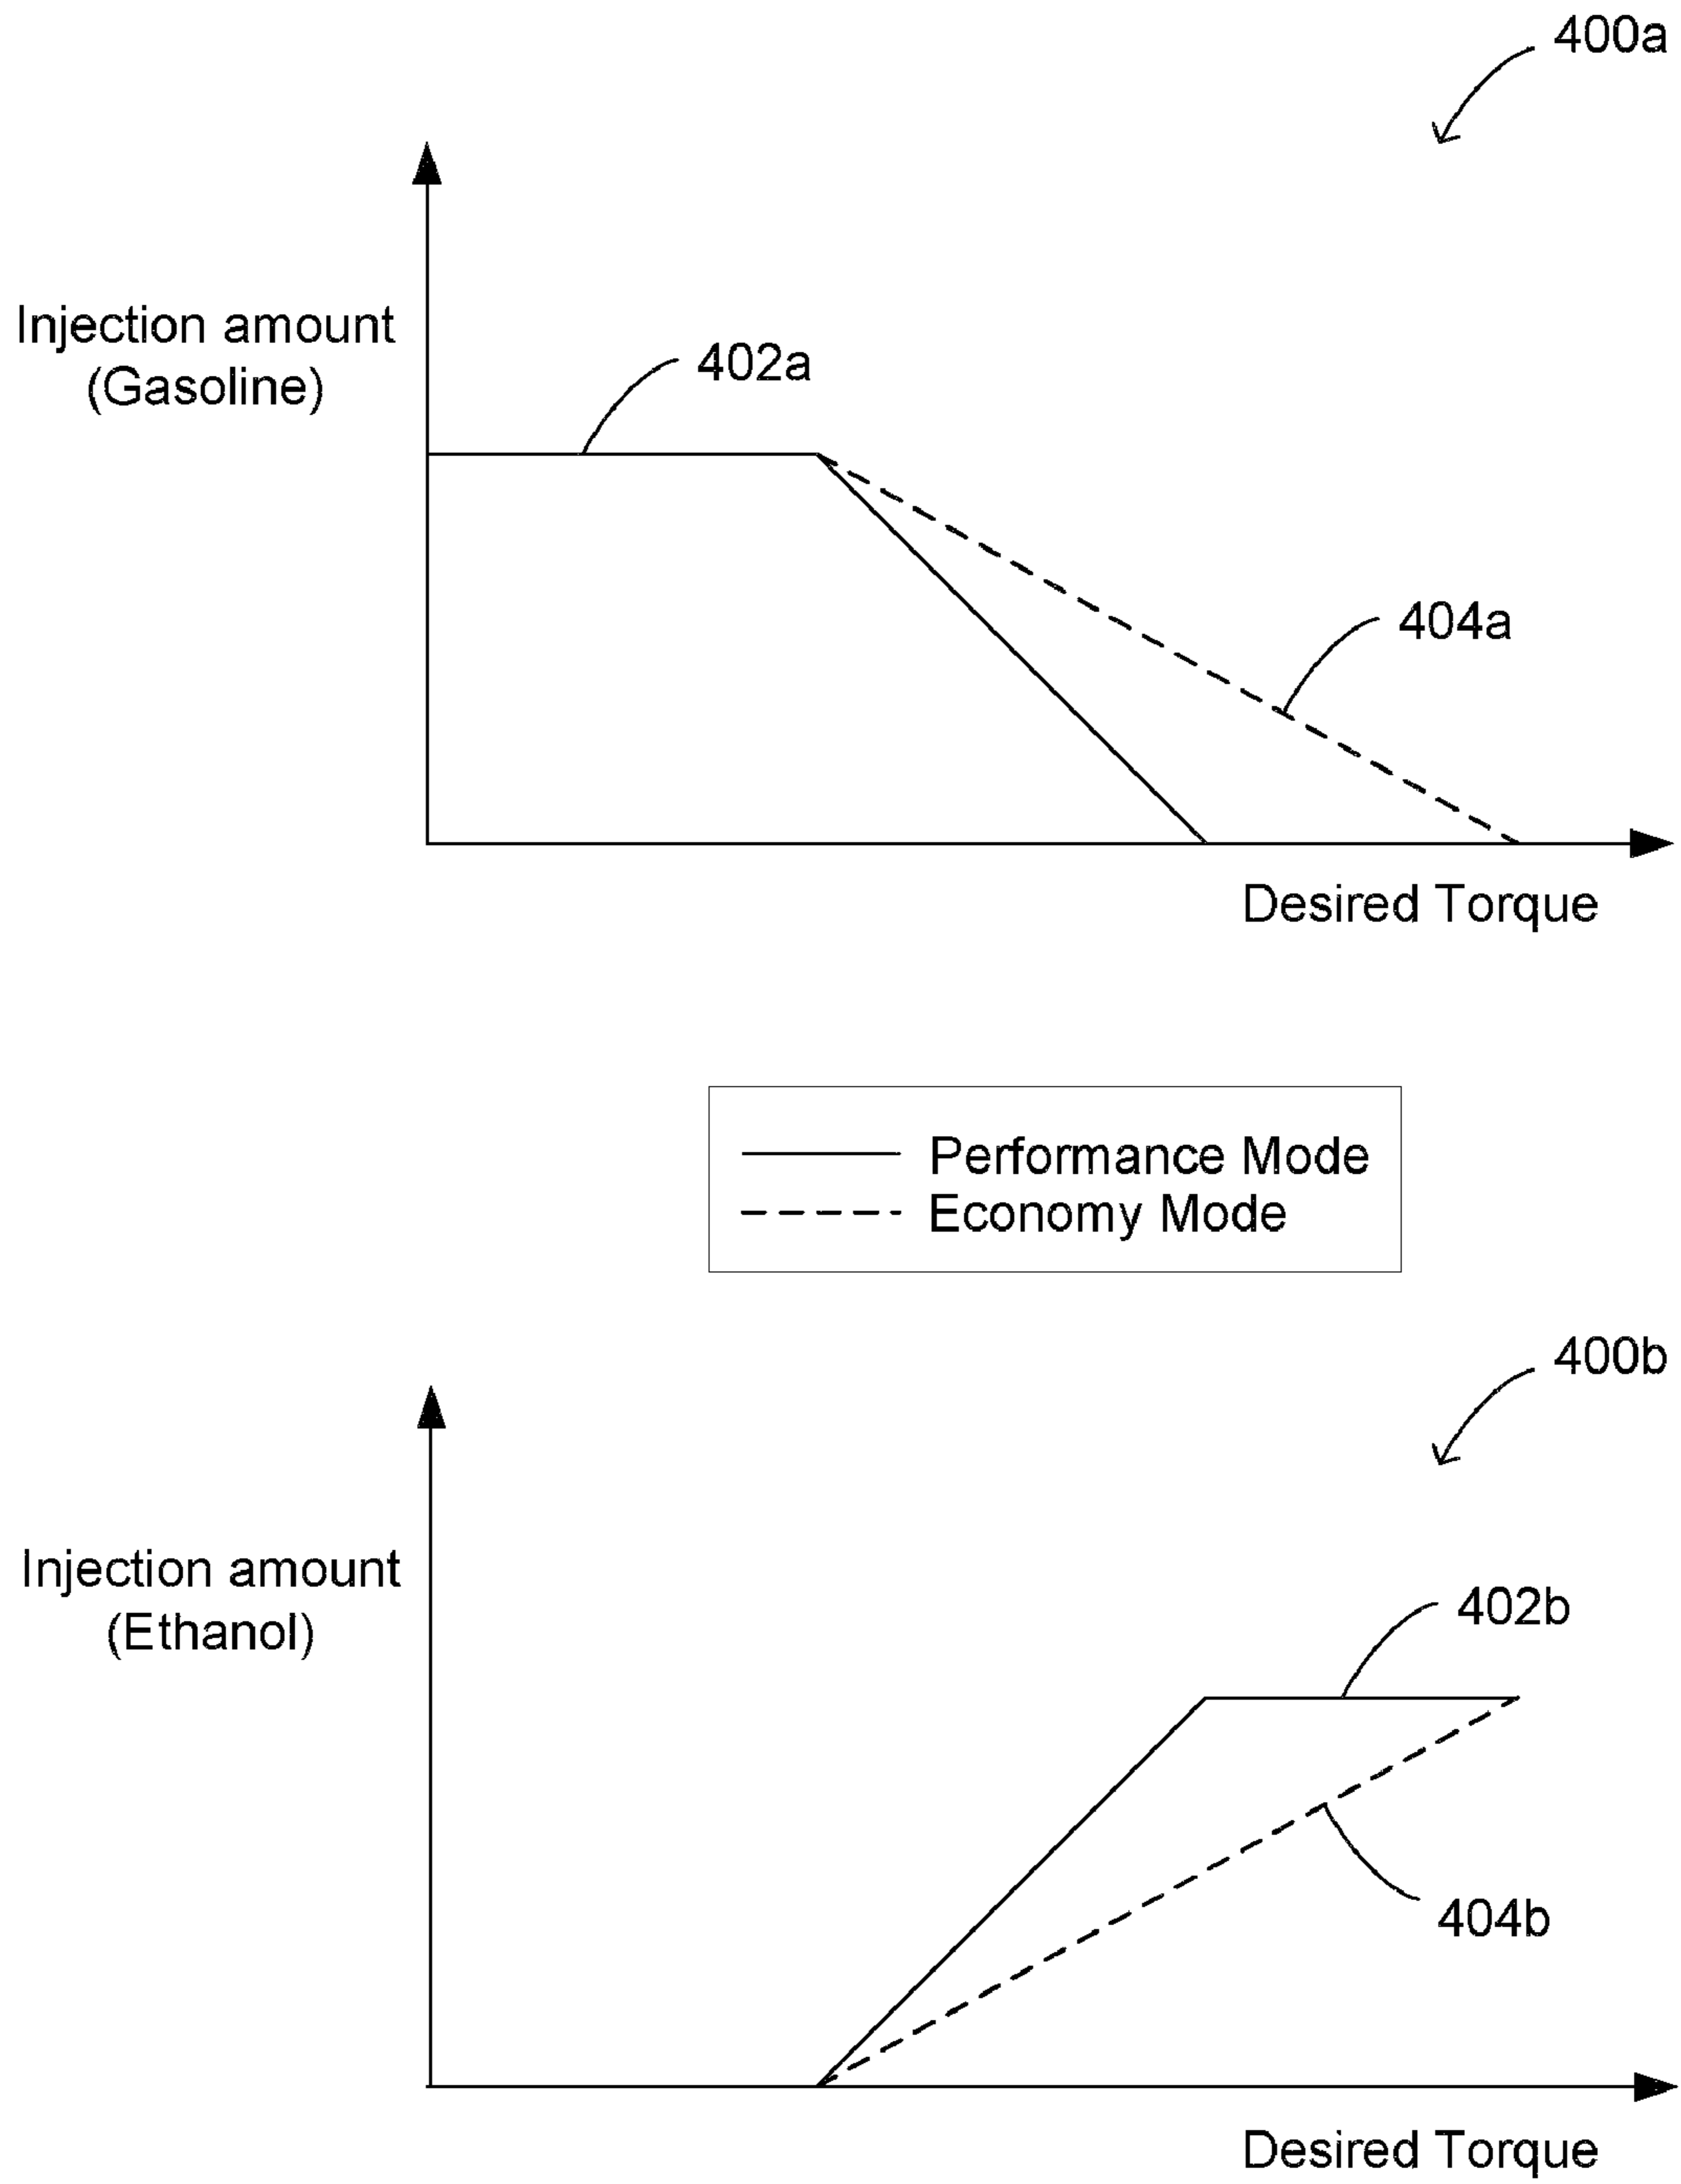 400a
Injection amount
(Gasoline)
402a
404a
Desired Torque
Performance Mode
Economy Mode
400b
Injection amount
(Ethanol)
402b
404b
Desired Torque